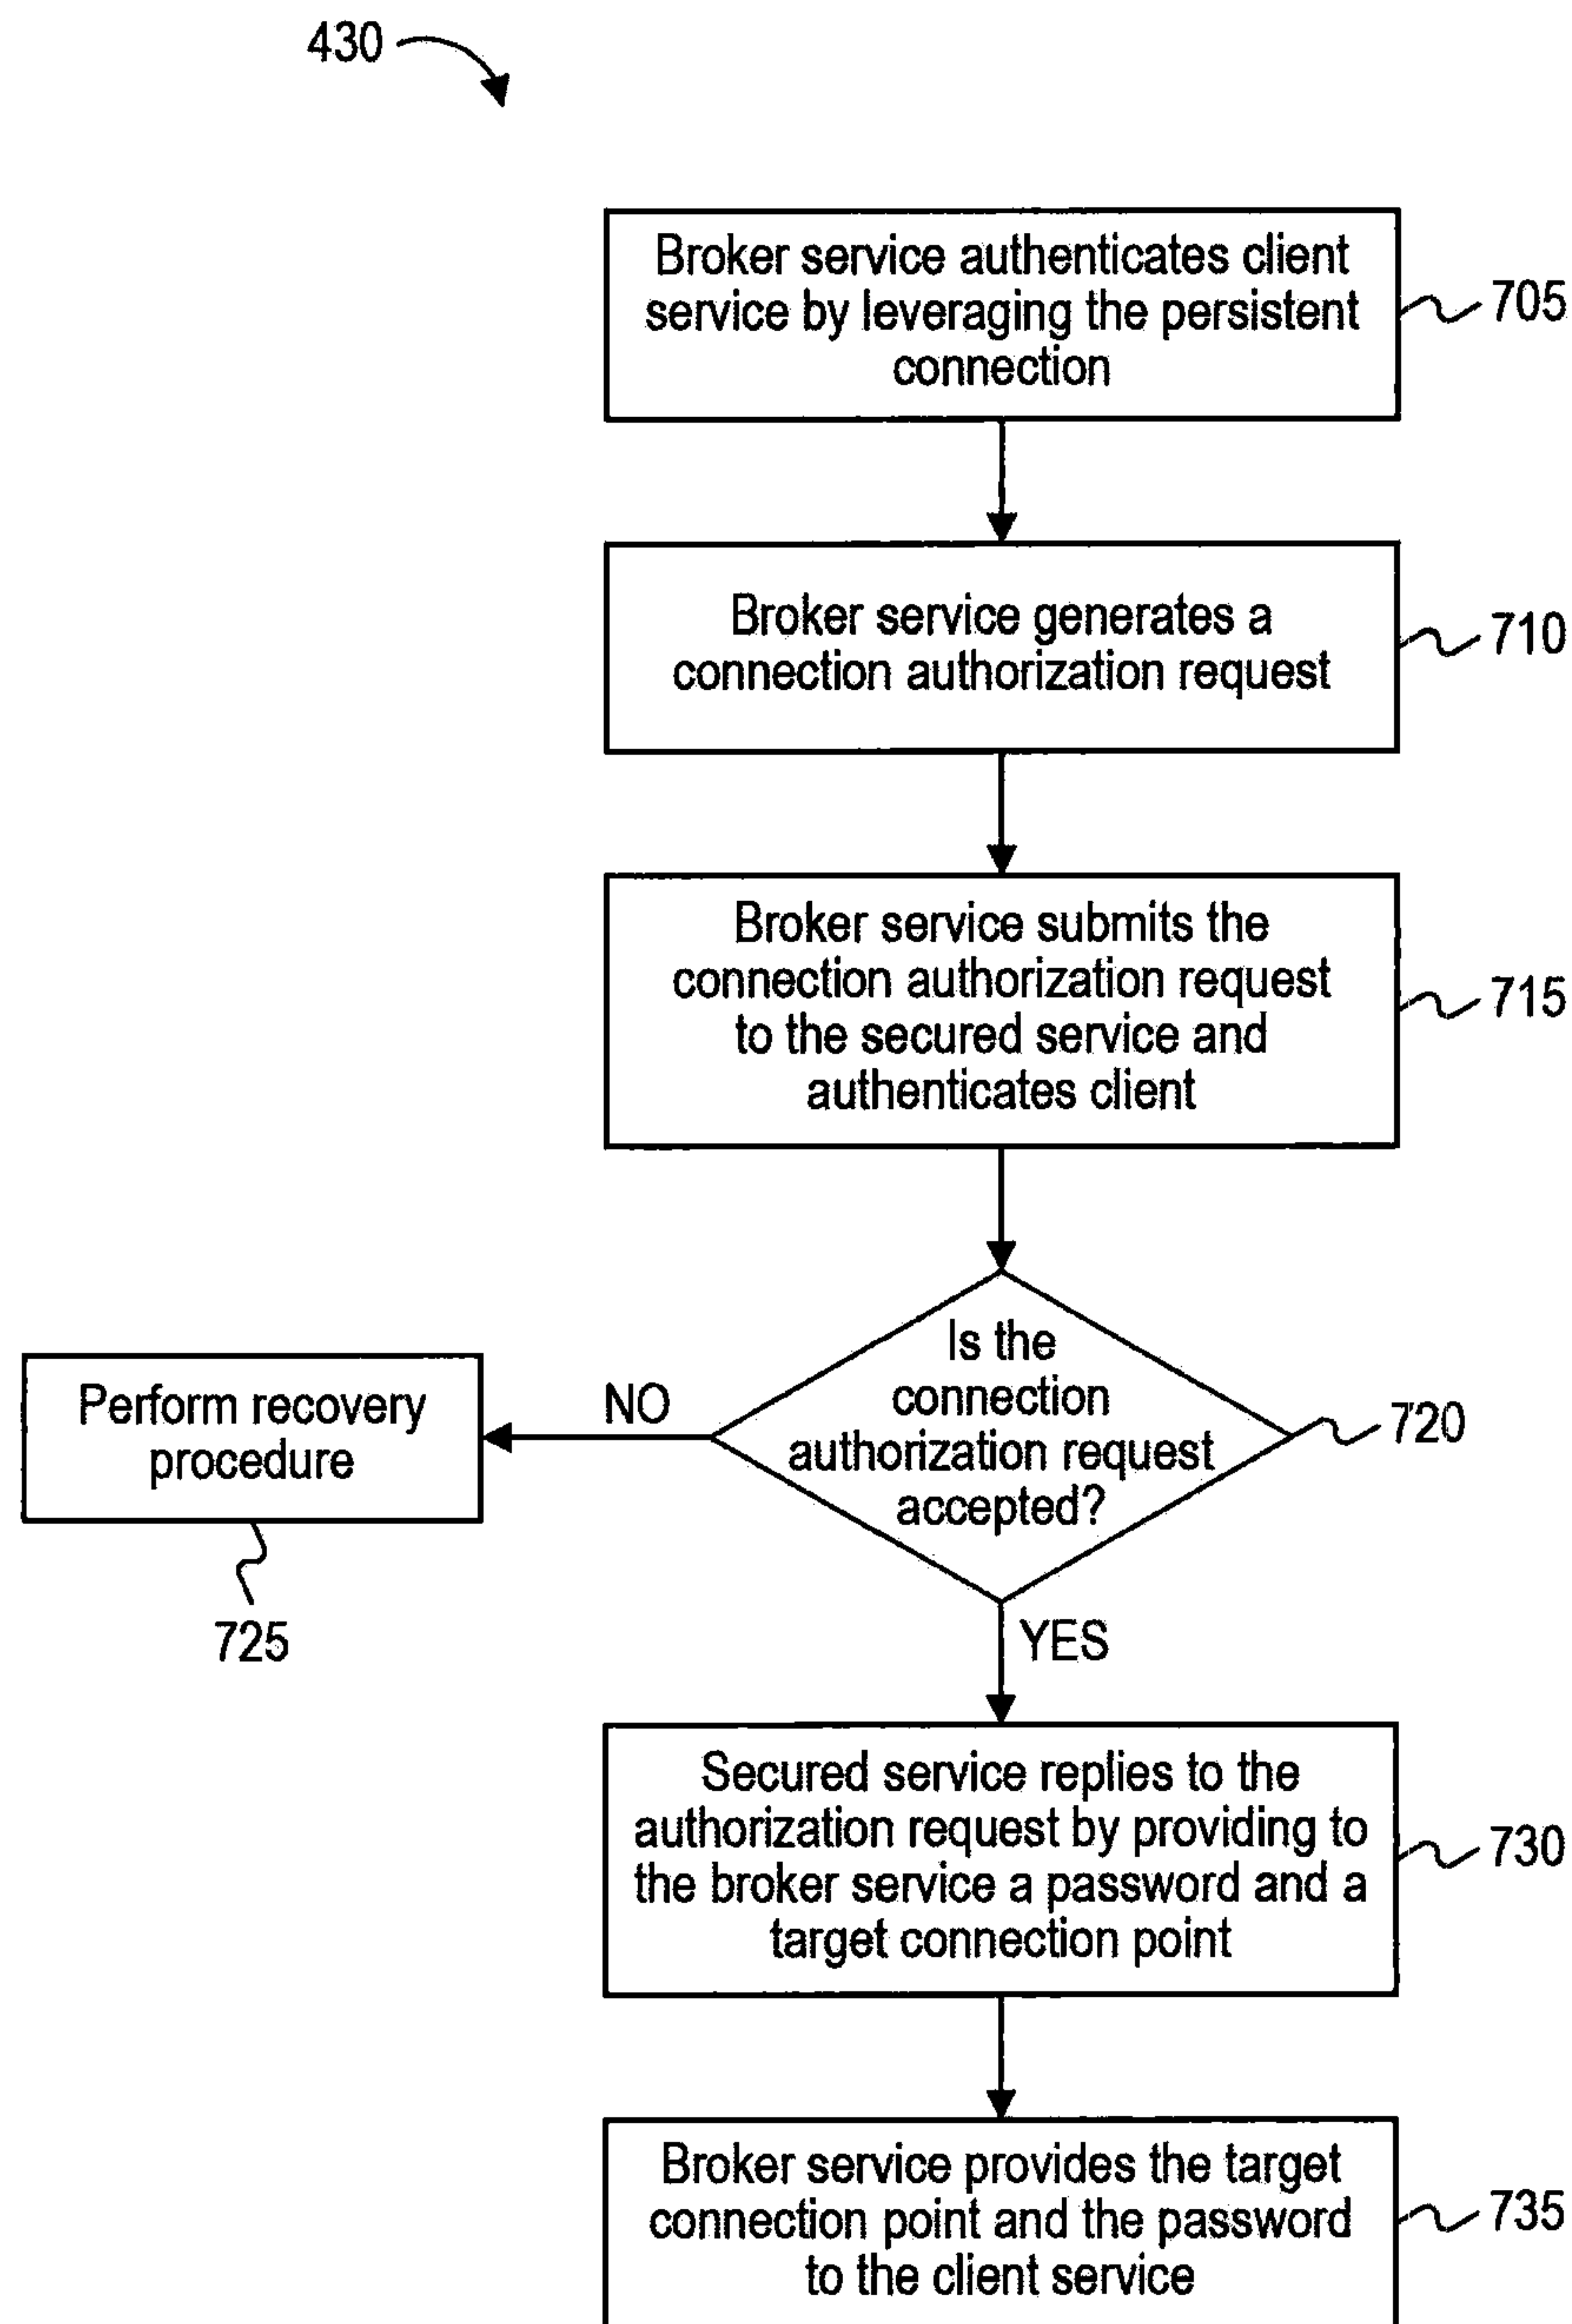 430
Broker service authenticates client
service by leveraging the persistent
connection
705
Broker service generates a
connection authorization request
710
Broker service submits the
connection authorization request
to the secured service and
authenticates client
715
Is the
connection
authorization request
accepted?
720
NO
Perform recovery
procedure
725
YES
Secured service replies to the
authorization request by providing to
the broker service a password and a
target connection point
730
Broker service provides the target
connection point and the password
to the client service
735